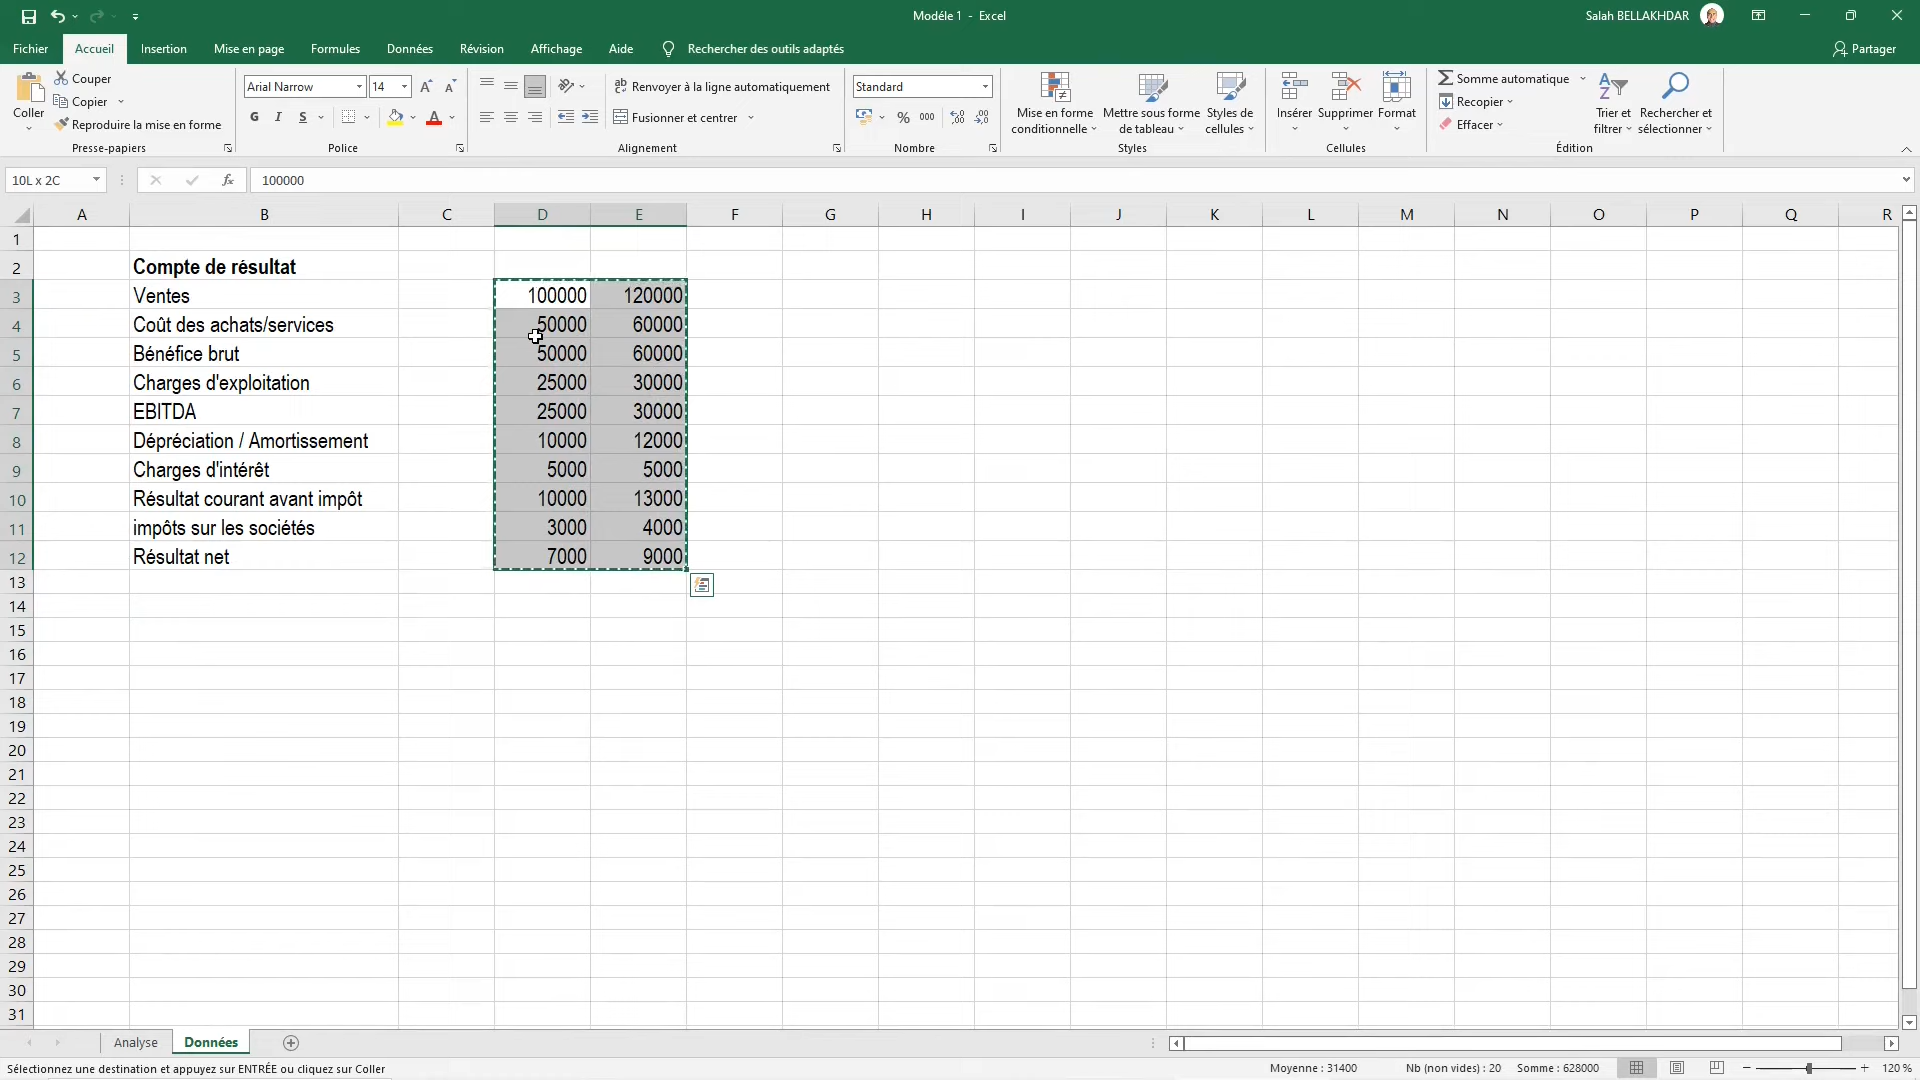 Modéle 1 - Excel
Salah BELLAKHDAR
Fichier Accueil Insertion Mise en page Formules Données Révision Affichage Aide Rechercher des outils adaptés Partager
Coller
Couper
Copier
Reproduire la mise en forme
Presse-papiers
Arial Narrow 14
G I S
Police
Renvoyer à la ligne automatiquement
Fusionner et centrer
Alignement
Standard
% 000
Nombre
Mise en forme conditionnelle
Mettre sous forme de tableau
Styles de cellules
Styles
Insérer Supprimer Format
Cellules
Somme automatique
Recopier
Effacer
Trier et filtrer
Rechercher et sélectionner
Édition
10L x 2C fx 100000
A B C D E F G H I J K L M N O P Q R
1
2 Compte de résultat
3 Ventes 100000 120000
4 Coût des achats/services 50000 60000
5 Bénéfice brut 50000 60000
6 Charges d'exploitation 25000 30000
7 EBITDA 25000 30000
8 Dépréciation / Amortissement 10000 12000
9 Charges d'intérêt 5000 5000
10 Résultat courant avant impôt 10000 13000
11 impôts sur les sociétés 3000 4000
12 Résultat net 7000 9000
13
14
15
16
17
18
19
20
21
22
23
24
25
26
27
28
29
30
31
Analyse Données
Sélectionnez une destination et appuyez sur ENTRÉE ou cliquez sur Coller Moyenne : 31400 Nb (non vides) : 20 Somme : 628000 120 %